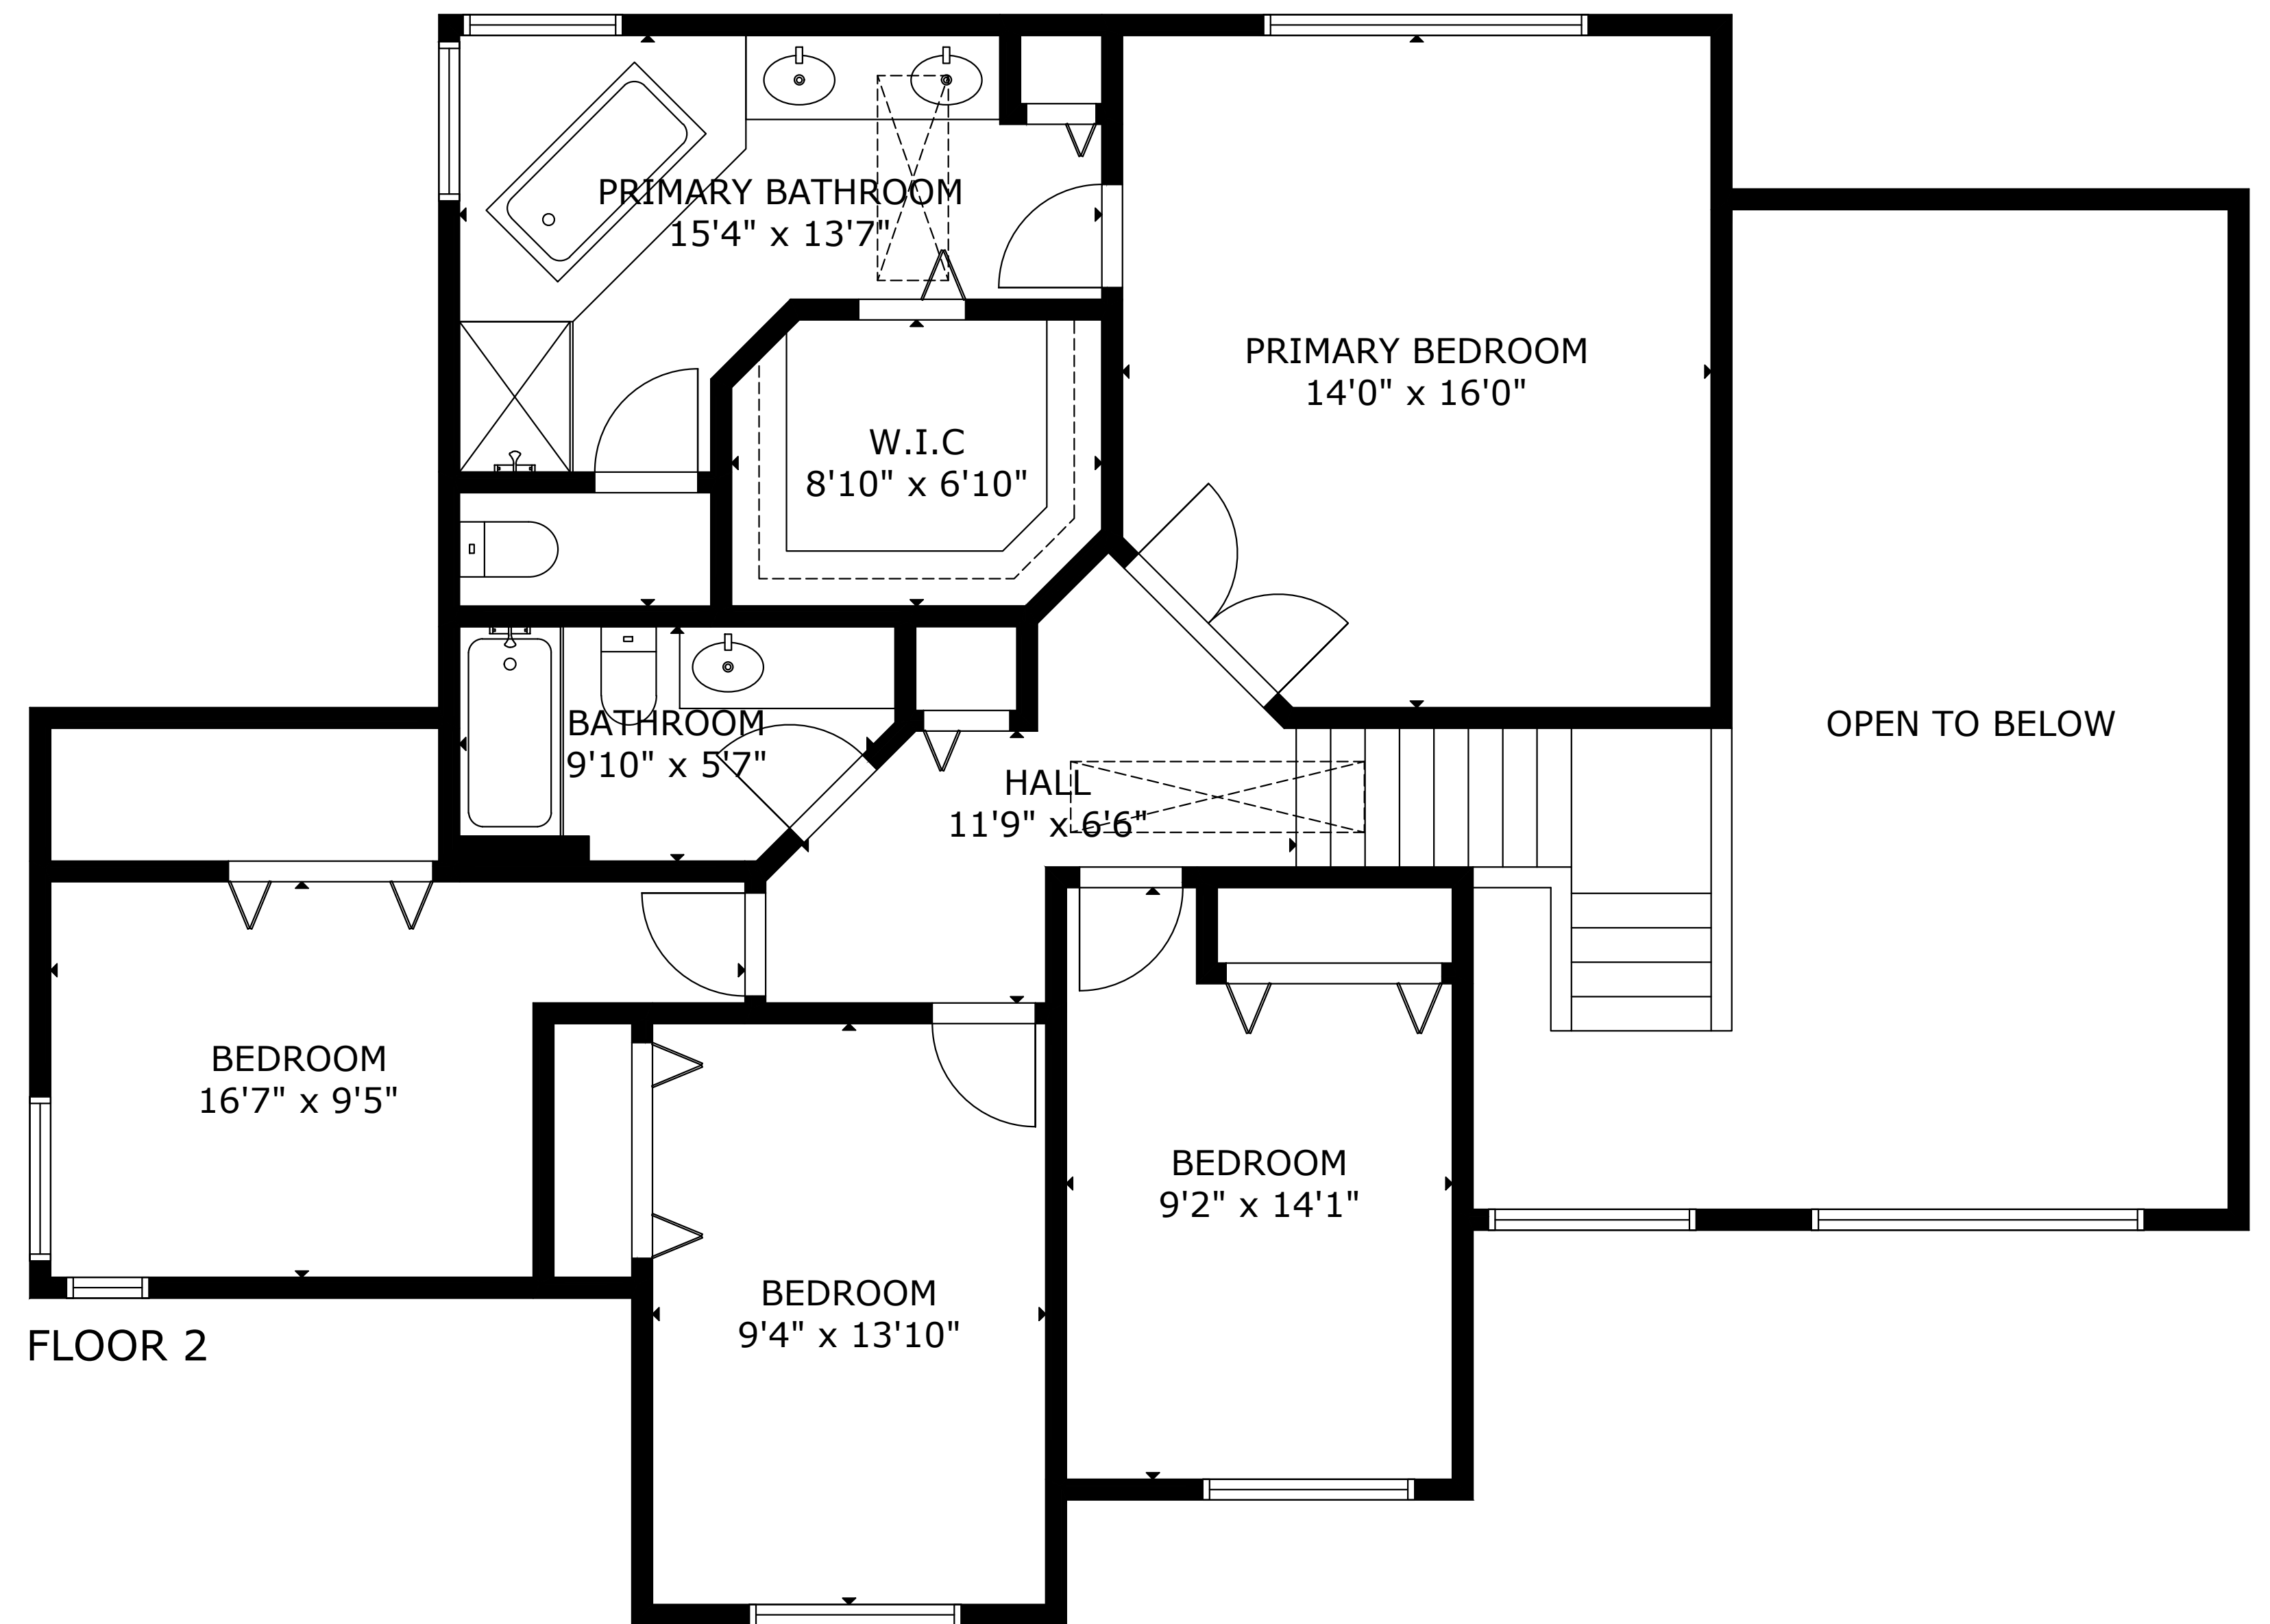 PRIMARY BATHROOM
15'4" x 13'7"
PRIMARY BEDROOM
14'0" x 16'0"
W.I.C
8'10" x 6'10"
BATHROOM
9'10" x 5'7"
HALL
11'9" x 6'6"
OPEN TO BELOW
BEDROOM
16'7" x 9'5"
BEDROOM
9'2" x 14'1"
BEDROOM
9'4" x 13'10"
FLOOR 2